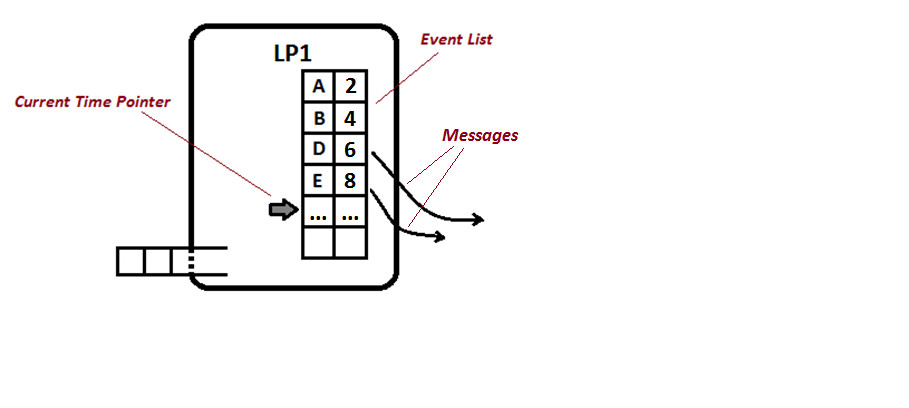 LP1
Event List
Current Time Pointer
A 2
B 4
D 6
E 8
... ...
Messages